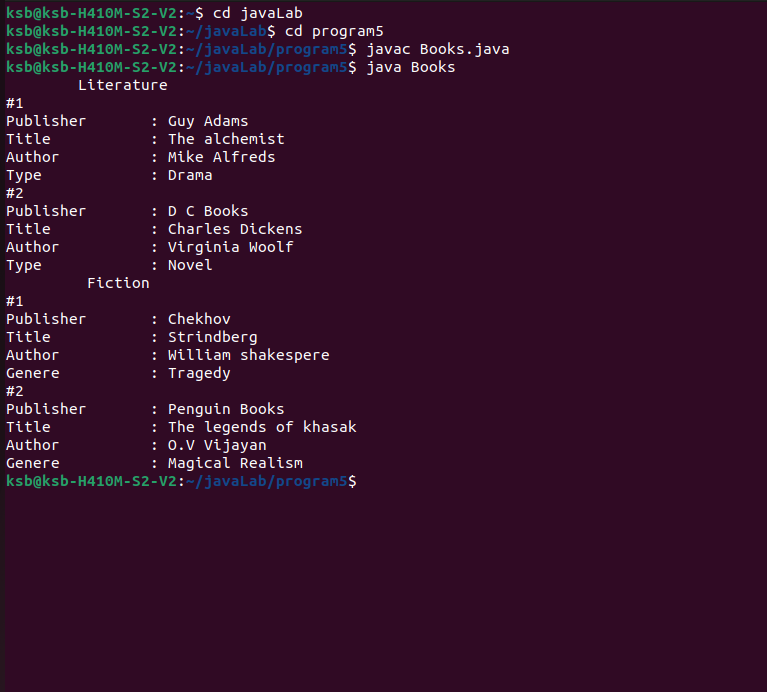 ksb@ksb-H410M-S2-V2:~$ cd javaLab
ksb@ksb-H410M-S2-V2:~/javaLab$ cd program5
ksb@ksb-H410M-S2-V2:~/javaLab/program5$ javac Books.java
ksb@ksb-H410M-S2-V2:~/javaLab/program5$ java Books
        Literature
#1
Publisher       : Guy Adams
Title           : The alchemist
Author          : Mike Alfreds
Type            : Drama
#2
Publisher       : D C Books
Title           : Charles Dickens
Author          : Virginia Woolf
Type            : Novel
         Fiction
#1
Publisher       : Chekhov
Title           : Strindberg
Author          : William shakespere
Genere          : Tragedy
#2
Publisher       : Penguin Books
Title           : The legends of khasak
Author          : O.V Vijayan
Genere          : Magical Realism
ksb@ksb-H410M-S2-V2:~/javaLab/program5$